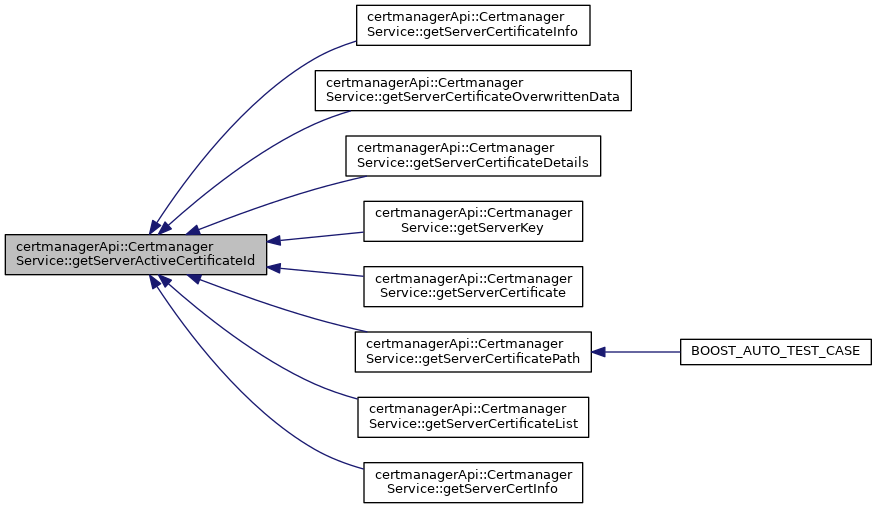 certmanagerApi::Certmanager
Service::getServerCertificateInfo
certmanagerApi::Certmanager
Service::getServerCertificateOverwrittenData
certmanagerApi::Certmanager
Service::getServerCertificateDetails
certmanagerApi::Certmanager
Service::getServerKey
certmanagerApi::Certmanager
Service::getServerActiveCertificateId
certmanagerApi::Certmanager
Service::getServerCertificate
certmanagerApi::Certmanager
Service::getServerCertificatePath
BOOST_AUTO_TEST_CASE
certmanagerApi::Certmanager
Service::getServerCertificateList
certmanagerApi::Certmanager
Service::getServerCertInfo